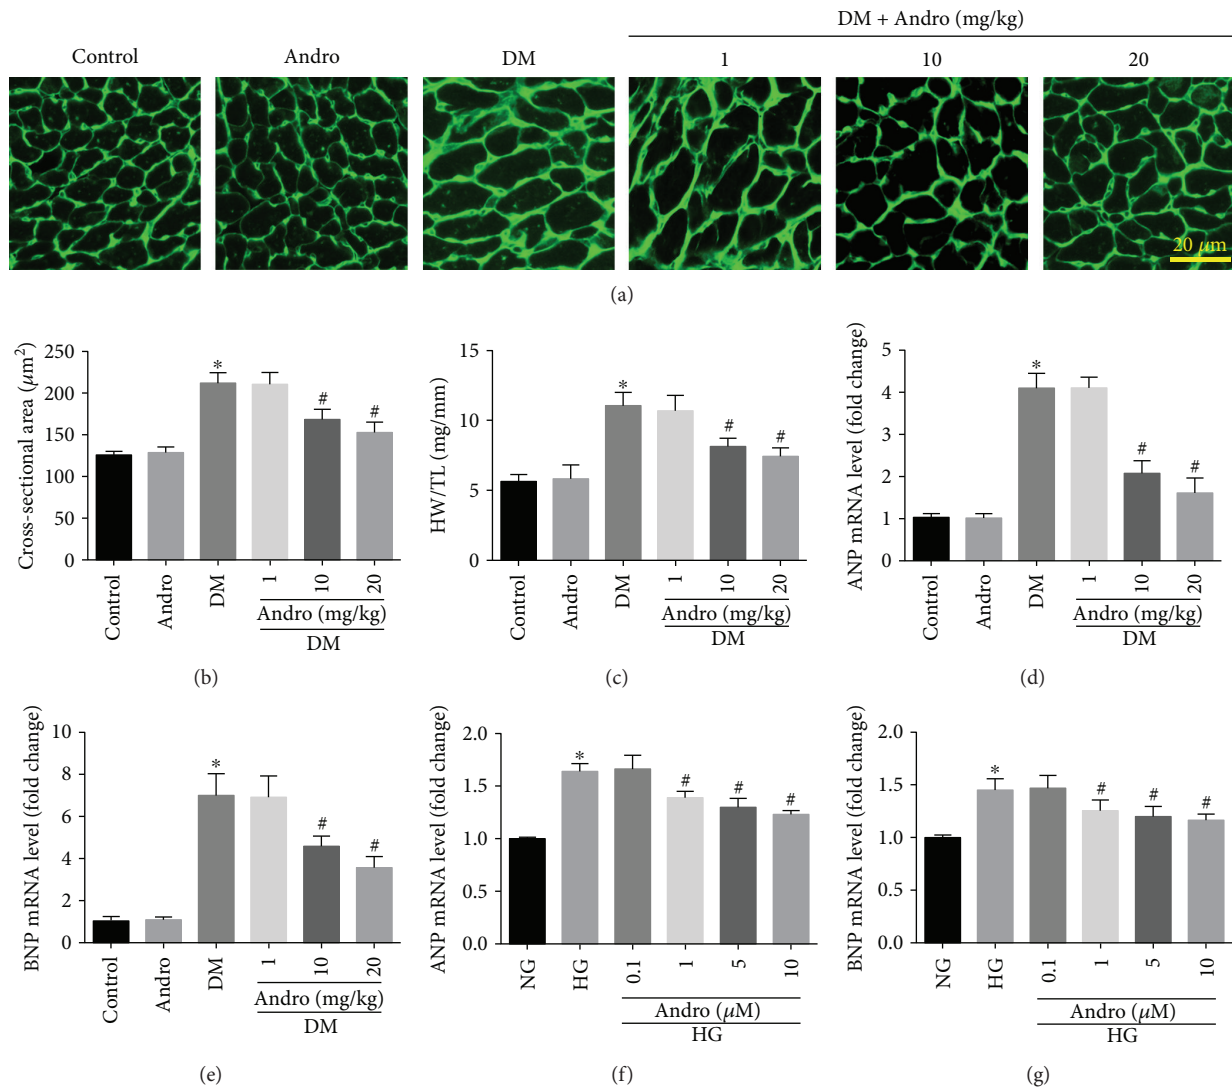 DM + Andro (mg/kg)
Control Andro DM 1 10 20
20 μm
(a)
Cross-sectional area (μm²)
250
200
150
100
50
0
* # #
Control Andro DM 1 10 20
Andro (mg/kg)
DM
(b)
HW/TL (mg/mm)
15
10
5
0
* # #
Control Andro DM 1 10 20
Andro (mg/kg)
DM
(c)
ANP mRNA level (fold change)
5
4
3
2
1
0
* # #
Control Andro DM 1 10 20
Andro (mg/kg)
DM
(d)
BNP mRNA level (fold change)
10
8
6
4
2
0
* # #
Control Andro DM 1 10 20
Andro (mg/kg)
DM
(e)
ANP mRNA level (fold change)
2.0
1.5
1.0
0.5
0.0
* # # #
NG HG 0.1 1 5 10
Andro (μM)
HG
(f)
BNP mRNA level (fold change)
2.0
1.5
1.0
0.5
0.0
* # # #
NG HG 0.1 1 5 10
Andro (μM)
HG
(g)